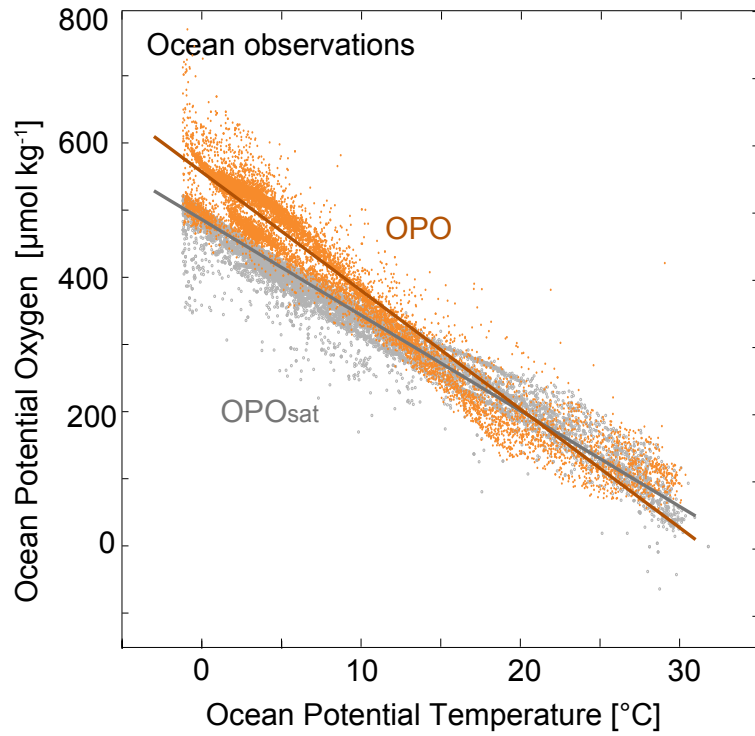 Ocean observations
Ocean Potential Oxygen [µmol kg⁻¹]
800
600
400
200
0
OPO
OPOsat
0
10
20
30
Ocean Potential Temperature [°C]